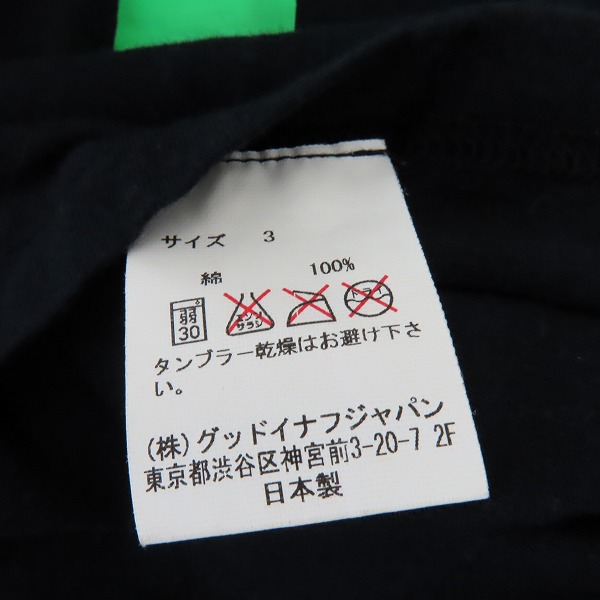 サイズ 3
綿 100%
弱 30 エンソ サラシ ドライ
タンブラー乾燥はお避け下さ
い。
(株)グッドイナフジャパン
東京都渋谷区神宮前3-20-7 2F
日本製